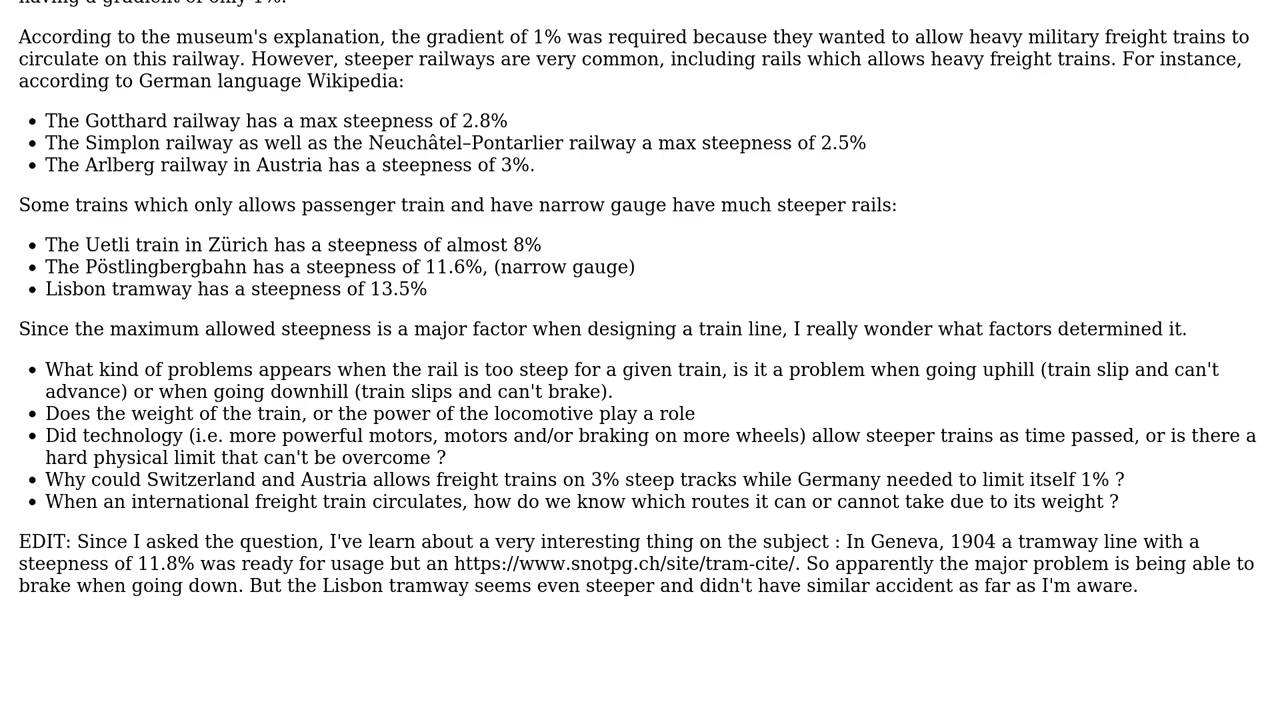 having a gradient of only 1%.
According to the museum's explanation, the gradient of 1% was required because they wanted to allow heavy military freight trains to
circulate on this railway. However, steeper railways are very common, including rails which allows heavy freight trains. For instance,
according to German language Wikipedia:
• The Gotthard railway has a max steepness of 2.8%
• The Simplon railway as well as the Neuchâtel–Pontarlier railway a max steepness of 2.5%
• The Arlberg railway in Austria has a steepness of 3%.
Some trains which only allows passenger train and have narrow gauge have much steeper rails:
• The Uetli train in Zürich has a steepness of almost 8%
• The Pöstlingbergbahn has a steepness of 11.6%, (narrow gauge)
• Lisbon tramway has a steepness of 13.5%
Since the maximum allowed steepness is a major factor when designing a train line, I really wonder what factors determined it.
• What kind of problems appears when the rail is too steep for a given train, is it a problem when going uphill (train slip and can't
advance) or when going downhill (train slips and can't brake).
• Does the weight of the train, or the power of the locomotive play a role
• Did technology (i.e. more powerful motors, motors and/or braking on more wheels) allow steeper trains as time passed, or is there a
hard physical limit that can't be overcome ?
• Why could Switzerland and Austria allows freight trains on 3% steep tracks while Germany needed to limit itself 1% ?
• When an international freight train circulates, how do we know which routes it can or cannot take due to its weight ?
EDIT: Since I asked the question, I've learn about a very interesting thing on the subject : In Geneva, 1904 a tramway line with a
steepness of 11.8% was ready for usage but an https://www.snotpg.ch/site/tram-cite/. So apparently the major problem is being able to
brake when going down. But the Lisbon tramway seems even steeper and didn't have similar accident as far as I'm aware.